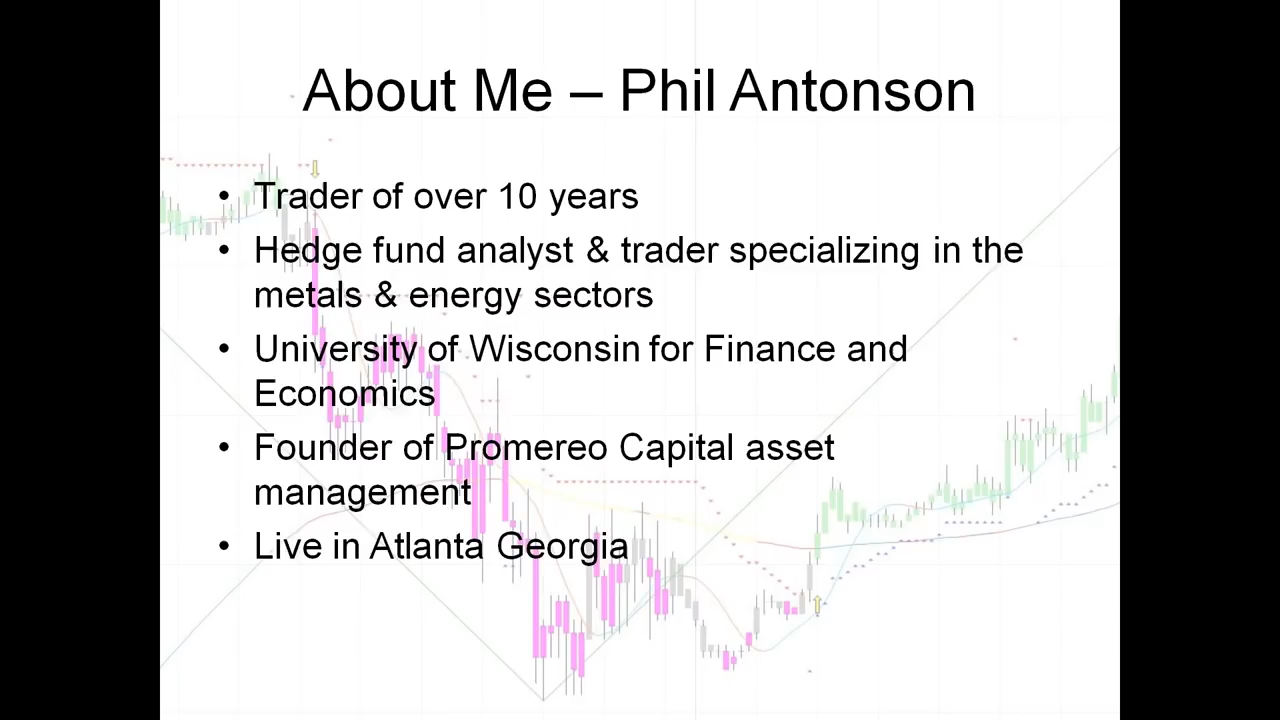 About Me – Phil Antonson
• Trader of over 10 years
• Hedge fund analyst & trader specializing in the
metals & energy sectors
• University of Wisconsin for Finance and
Economics
• Founder of Promereo Capital asset
management
• Live in Atlanta Georgia